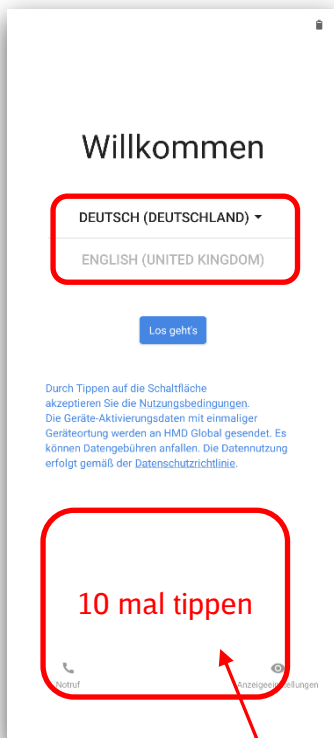 Willkommen
DEUTSCH (DEUTSCHLAND)
ENGLISH (UNITED KINGDOM)
Los geht's
Durch Tippen auf die Schaltfläche
akzeptieren Sie die Nutzungsbedingungen.
Die Geräte-Aktivierungsdaten mit einmaliger
Geräteortung werden an HMD Global gesendet. Es
können Datengebühren anfallen. Die Datennutzung
erfolgt gemäß der Datenschutzrichtlinie.
10 mal tippen
Notruf
Anzeigeeinstellungen